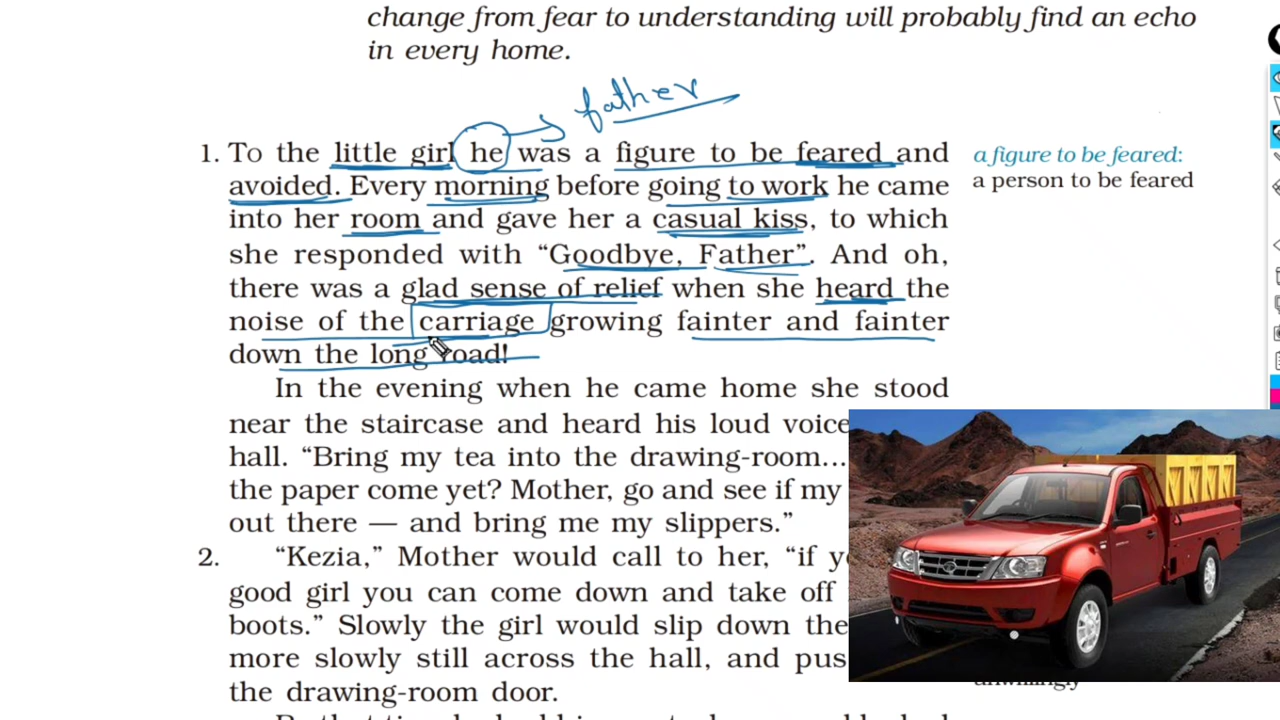 change from fear to understanding will probably find an echo
in every home.
father
1. To the little girl he was a figure to be feared and
avoided. Every morning before going to work he came
into her room and gave her a casual kiss, to which
she responded with “Goodbye, Father”. And oh,
there was a glad sense of relief when she heard the
noise of the carriage growing fainter and fainter
down the long road!
a figure to be feared:
a person to be feared
In the evening when he came home she stood
near the staircase and heard his loud voice
hall. “Bring my tea into the drawing-room...
the paper come yet? Mother, go and see if my
out there — and bring me my slippers.”
2. “Kezia,” Mother would call to her, “if
good girl you can come down and take off
boots.” Slowly the girl would slip down the
more slowly still across the hall, and
the drawing-room door.
unwillingly